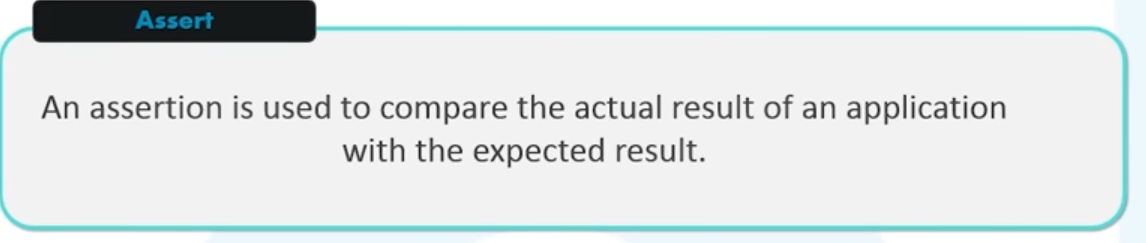 Assert
An assertion is used to compare the actual result of an application
with the expected result.